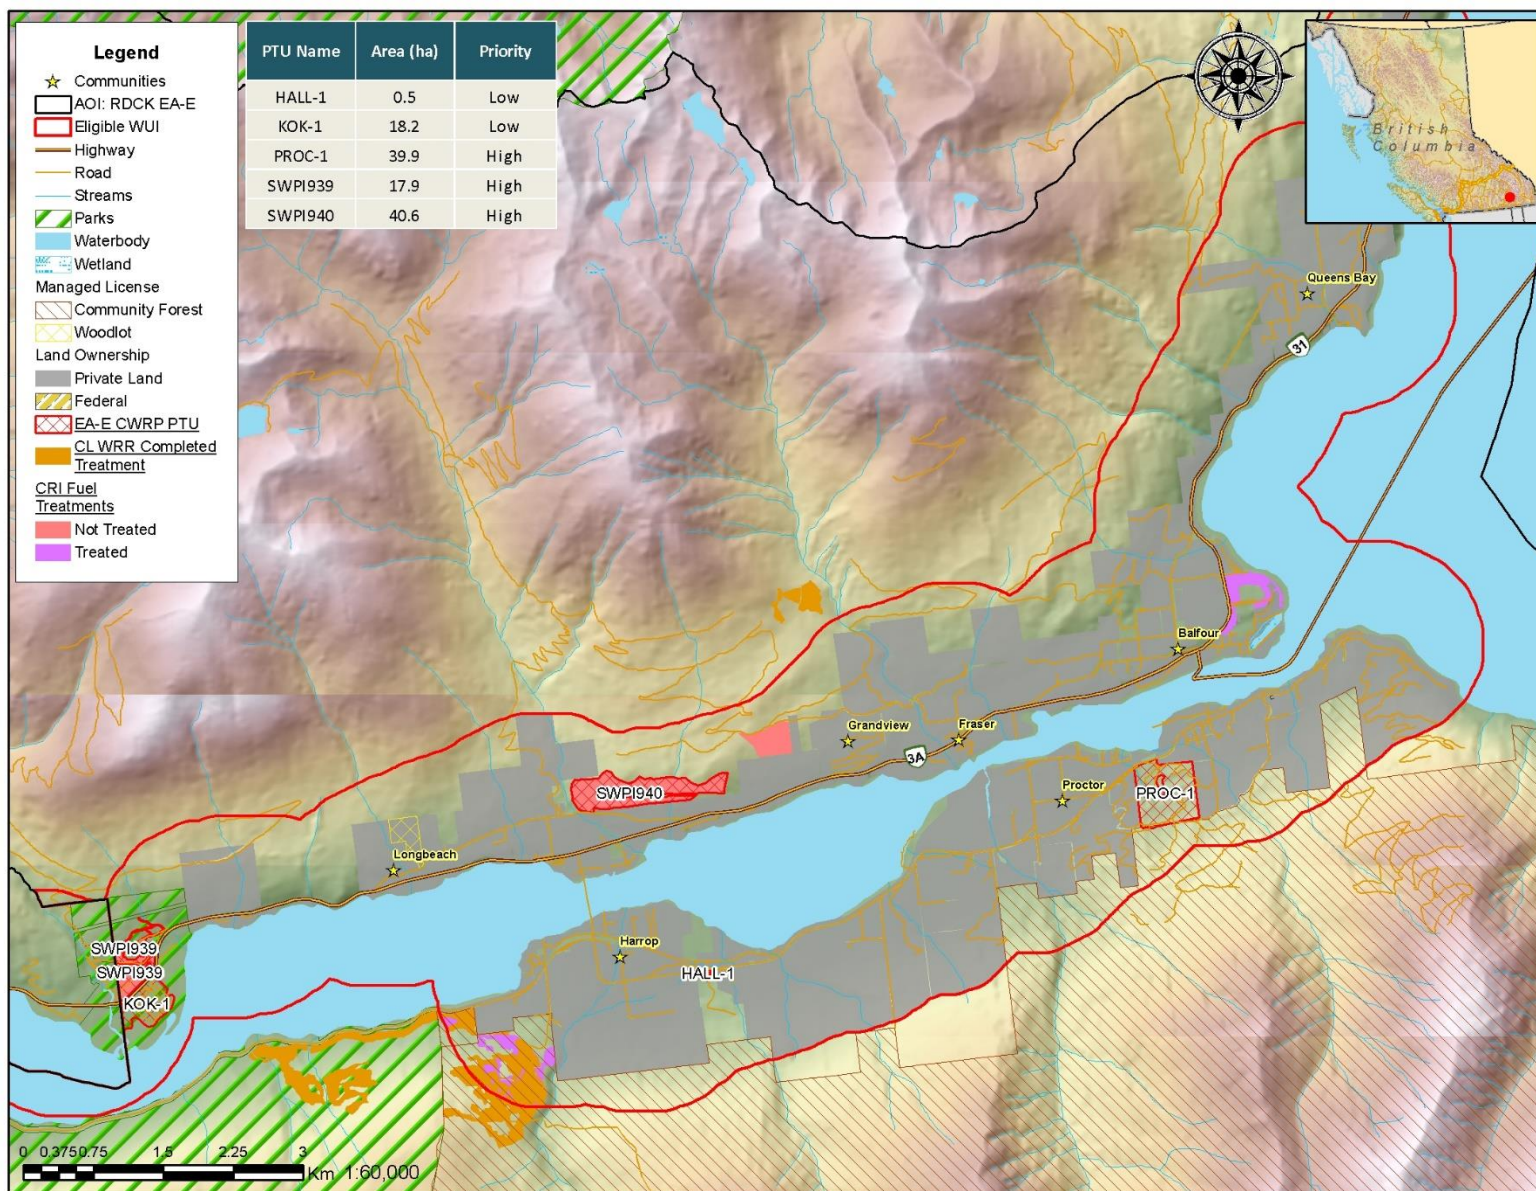 Legend
Communities
AOI: RDCK EA-E
Eligible WUI
Highway
Road
Streams
Parks
Waterbody
Wetland
Managed License
Community Forest
Woodlot
Land Ownership
Private Land
Federal
EA-E CWRP PTU
CL WRR Completed
Treatment
CRI Fuel
Treatments
Not Treated
Treated
PTU Name Area (ha) Priority
HALL-1 0.5 Low
KOK-1 18.2 Low
PROC-1 39.9 High
SWPI939 17.9 High
SWPI940 40.6 High
British
Columbia
Queens Bay
31
Balfour
Grandview
Fraser
3A
SWPI940
Proctor
PROC-1
Longbeach
SWPI939
SWPI939
KOK-1
Harrop
HALL-1
0 0.375 0.75 1.5 2.25 3
Km 1:60,000